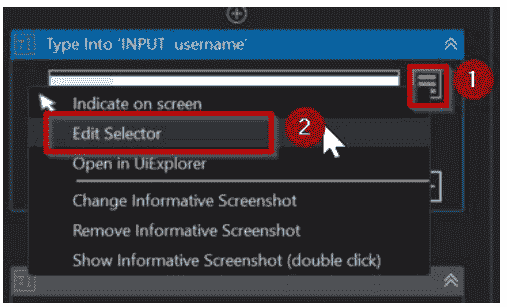 Type Into 'INPUT username'
1
Indicate on screen
Edit Selector
2
Open in UiExplorer
Change Informative Screenshot
Remove Informative Screenshot
Show Informative Screenshot (double click)